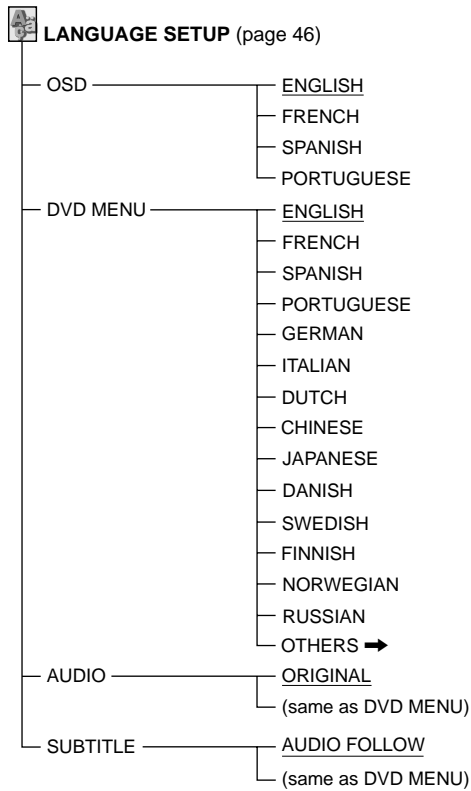 LANGUAGE SETUP (page 46)
OSD ENGLISH
FRENCH
SPANISH
PORTUGUESE
DVD MENU ENGLISH
FRENCH
SPANISH
PORTUGUESE
GERMAN
ITALIAN
DUTCH
CHINESE
JAPANESE
DANISH
SWEDISH
FINNISH
NORWEGIAN
RUSSIAN
OTHERS ➡
AUDIO ORIGINAL
(same as DVD MENU)
SUBTITLE AUDIO FOLLOW
(same as DVD MENU)